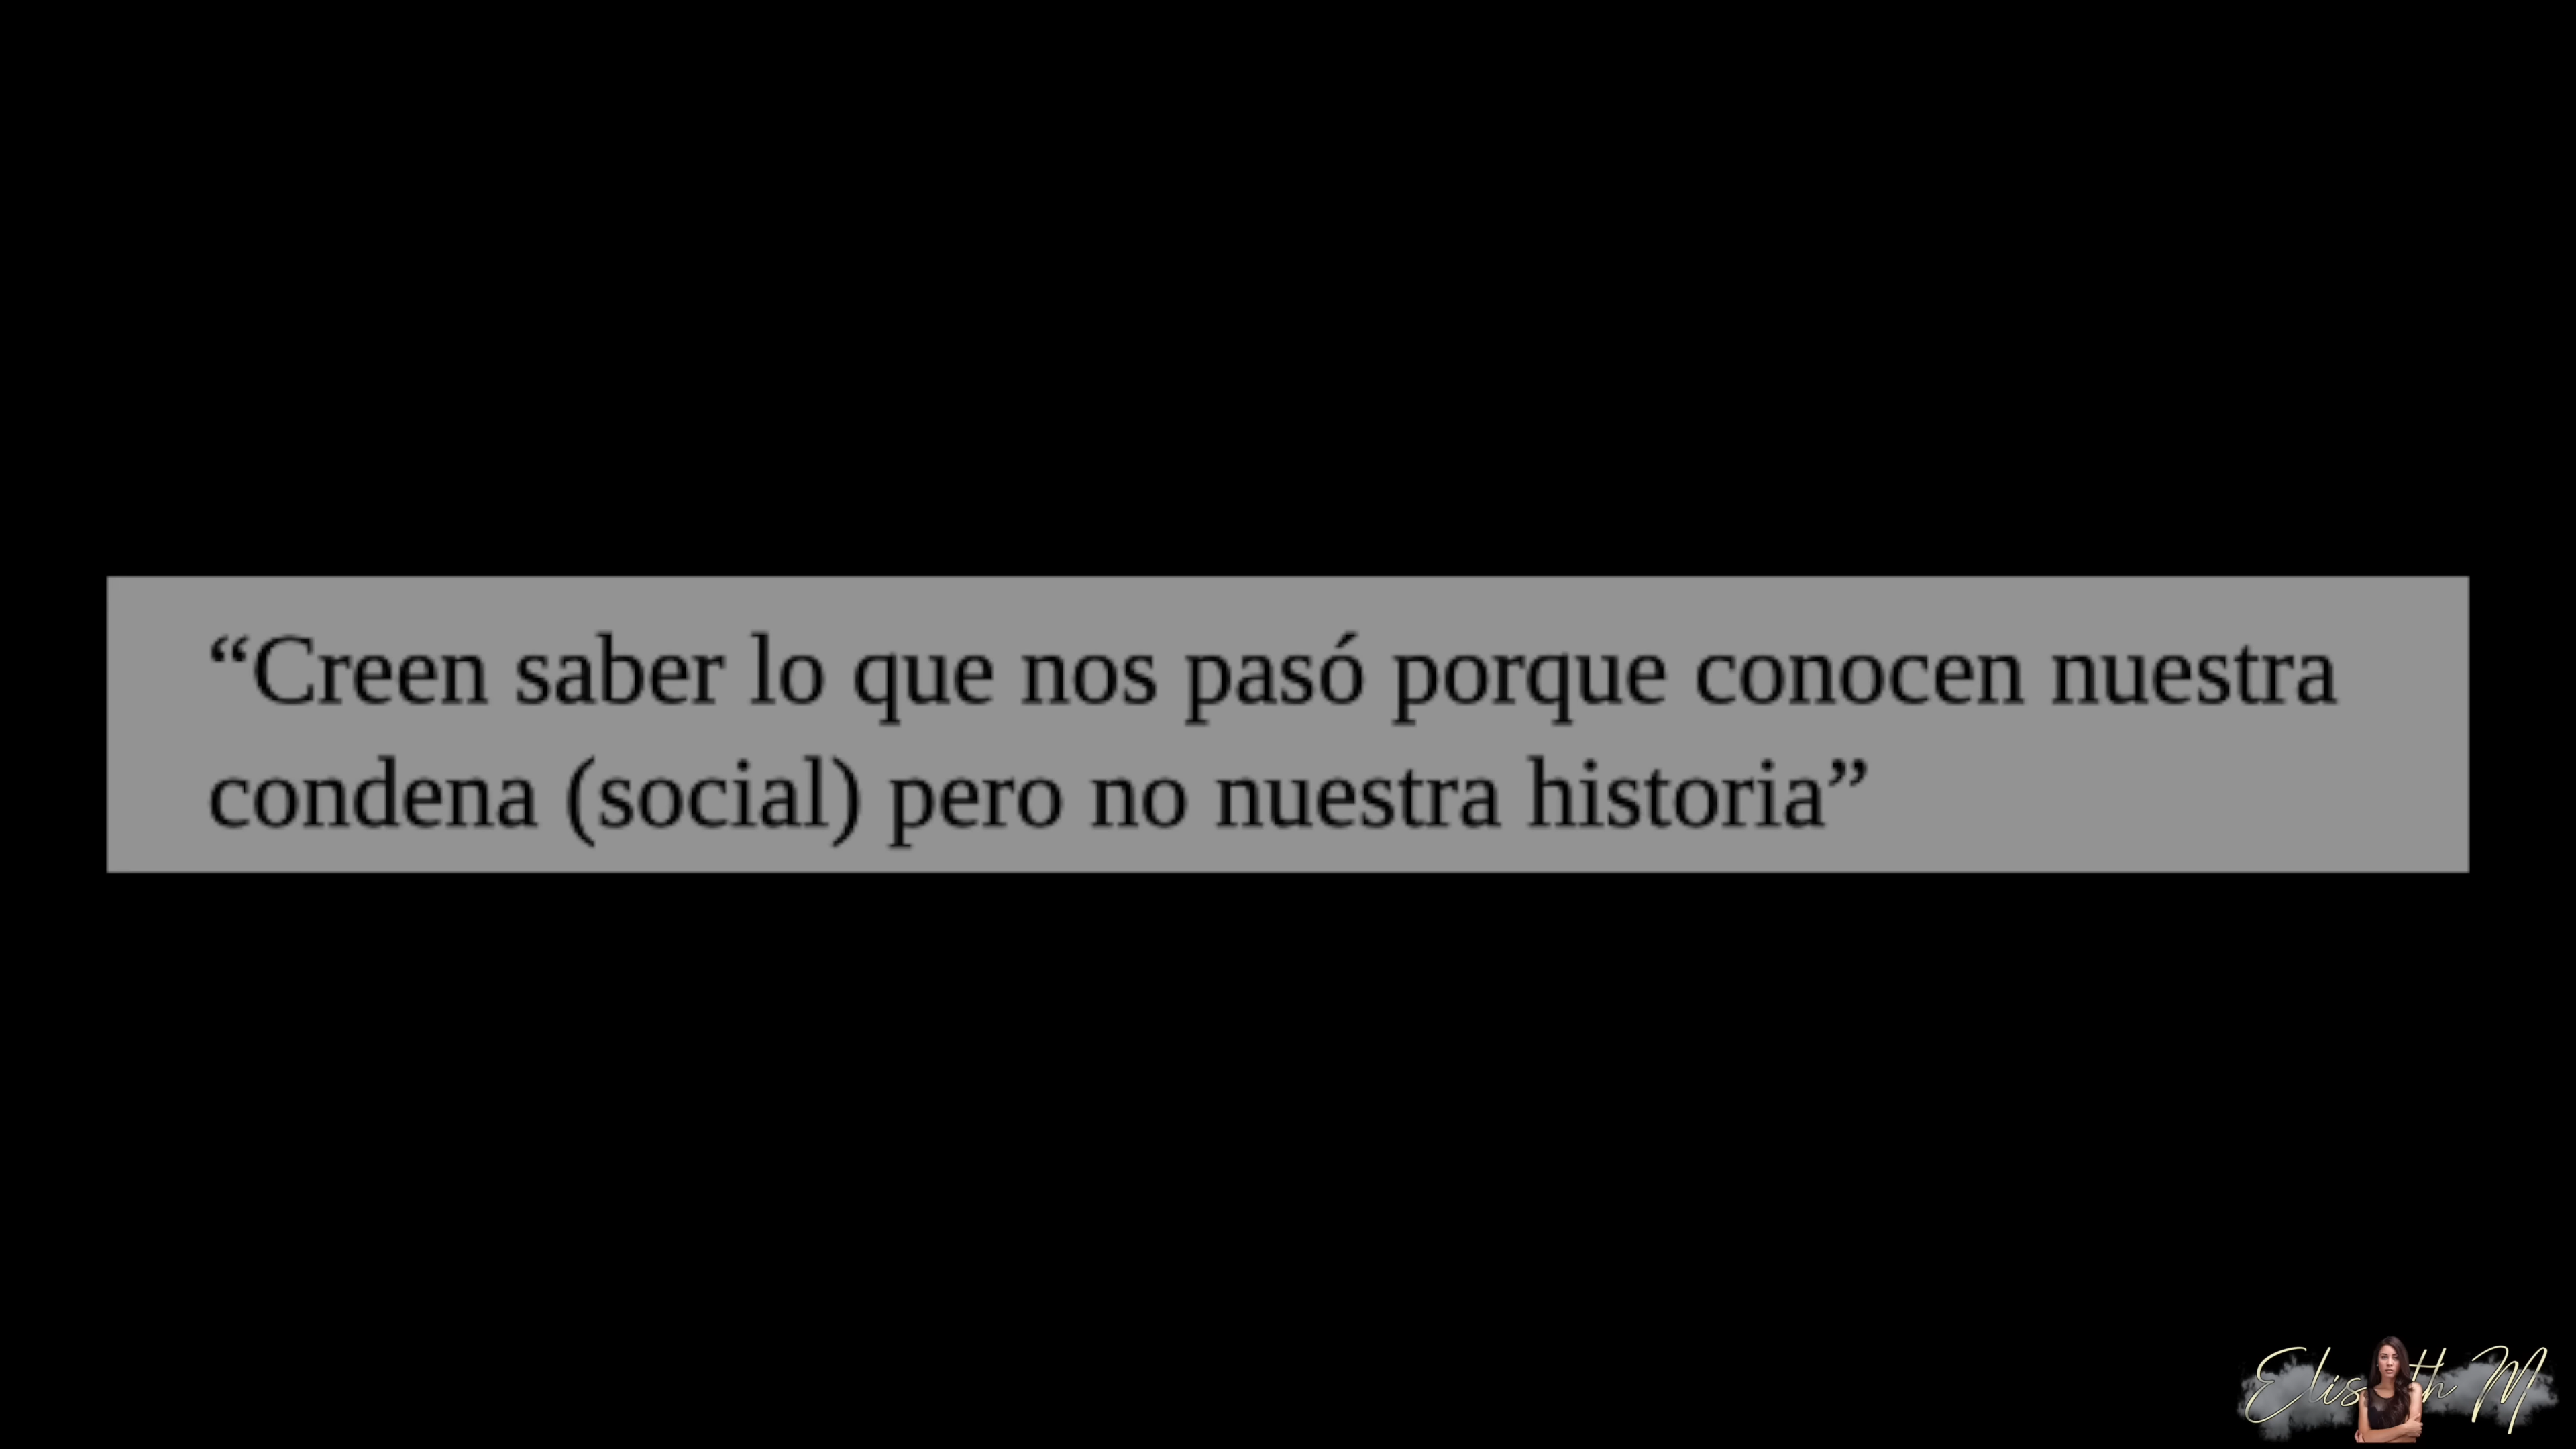 “Creen saber lo que nos pasó porque conocen nuestra
condena (social) pero no nuestra historia”
M